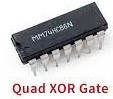 MM74HC86N
Quad XOR Gate